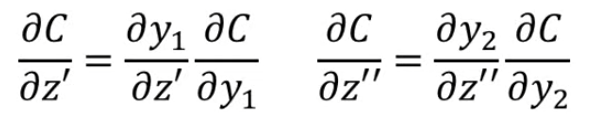 ∂C/∂z′ = ∂y₁/∂z′ ∂C/∂y₁    ∂C/∂z′′ = ∂y₂/∂z′′ ∂C/∂y₂